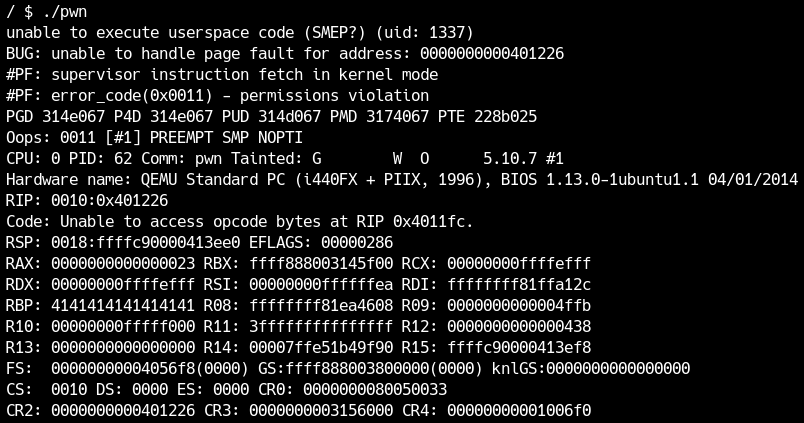 / $ ./pwn
unable to execute userspace code (SMEP?) (uid: 1337)
BUG: unable to handle page fault for address: 0000000000401226
#PF: supervisor instruction fetch in kernel mode
#PF: error_code(0x0011) - permissions violation
PGD 314e067 P4D 314e067 PUD 314d067 PMD 3174067 PTE 228b025
Oops: 0011 [#1] PREEMPT SMP NOPTI
CPU: 0 PID: 62 Comm: pwn Tainted: G        W  O      5.10.7 #1
Hardware name: QEMU Standard PC (i440FX + PIIX, 1996), BIOS 1.13.0-1ubuntu1.1 04/01/2014
RIP: 0010:0x401226
Code: Unable to access opcode bytes at RIP 0x4011fc.
RSP: 0018:ffffc90000413ee0 EFLAGS: 00000286
RAX: 0000000000000023 RBX: ffff888003145f00 RCX: 00000000ffffefff
RDX: 00000000ffffefff RSI: 00000000ffffffea RDI: ffffffff81ffa12c
RBP: 4141414141414141 R08: ffffffff81ea4608 R09: 0000000000004ffb
R10: 00000000fffff000 R11: 3fffffffffffffff R12: 0000000000000438
R13: 0000000000000000 R14: 00007ffe51b49f90 R15: ffffc90000413ef8
FS:  00000000004056f8(0000) GS:ffff888003800000(0000) knlGS:0000000000000000
CS:  0010 DS: 0000 ES: 0000 CR0: 0000000080050033
CR2: 0000000000401226 CR3: 0000000003156000 CR4: 00000000001006f0